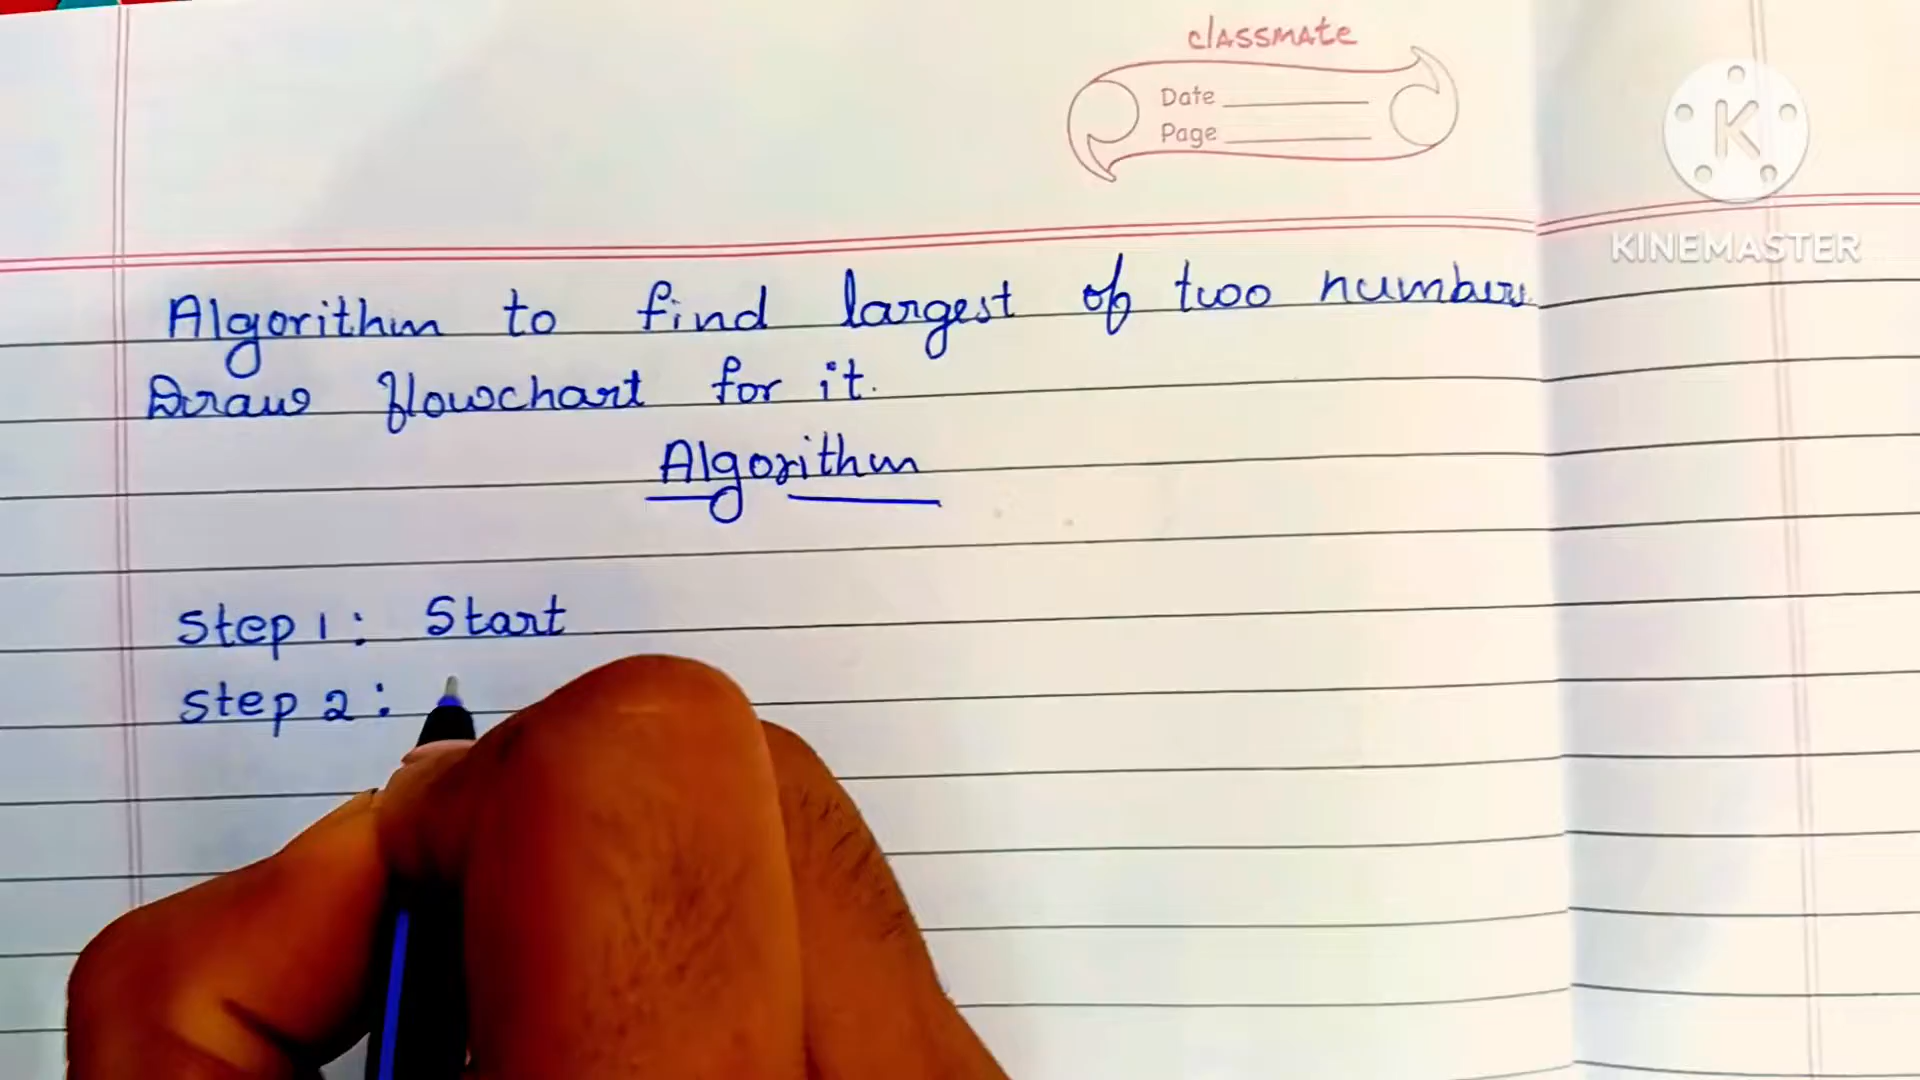 classmate
Date
Page
K
KINEMASTER
Algorithm to find largest of two numbers
Draw flowchart for it.
Algorithm
Step 1: Start
Step 2: